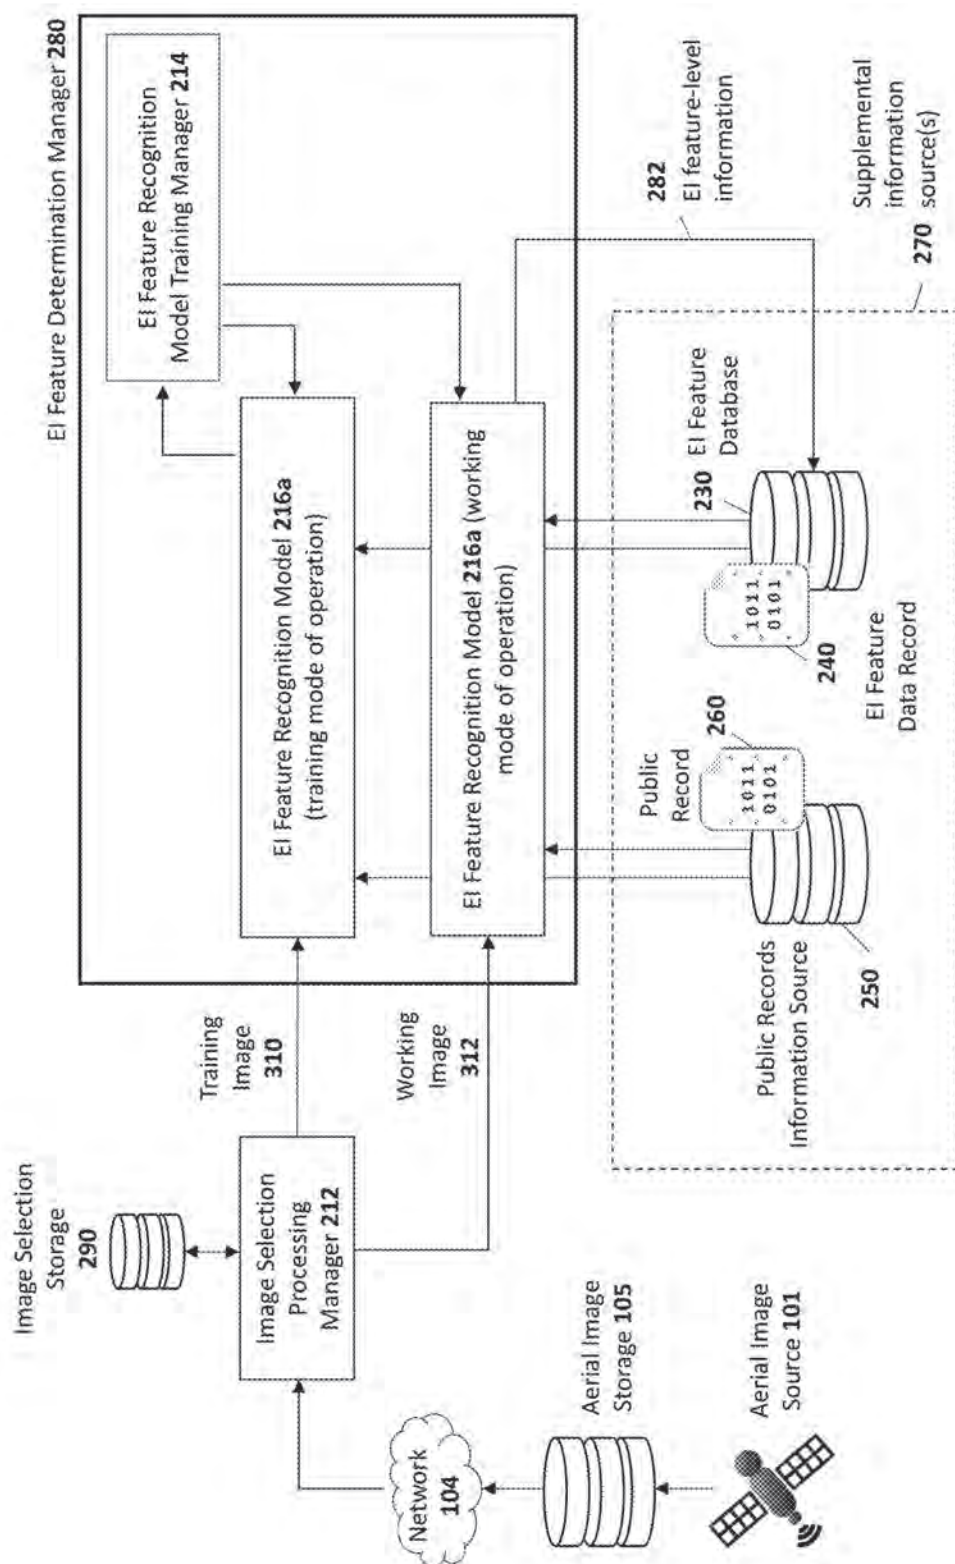 EI Feature Determination Manager 280
EI Feature Recognition
Model Training Manager 214
Image Selection
Storage
290
Training
Image
310
EI Feature Recognition Model 216a
(training mode of operation)
Image Selection
Processing
Manager 212
Working
Image
312
EI Feature Recognition Model 216a (working
mode of operation)
282
EI feature-level
information
Network
104
Aerial Image
Storage 105
Aerial Image
Source 101
Public
Record
260
1011
0101
Public Records
Information Source
250
230
EI Feature
Database
1011
0101
240
EI Feature
Data Record
Supplemental
information
source(s)
270